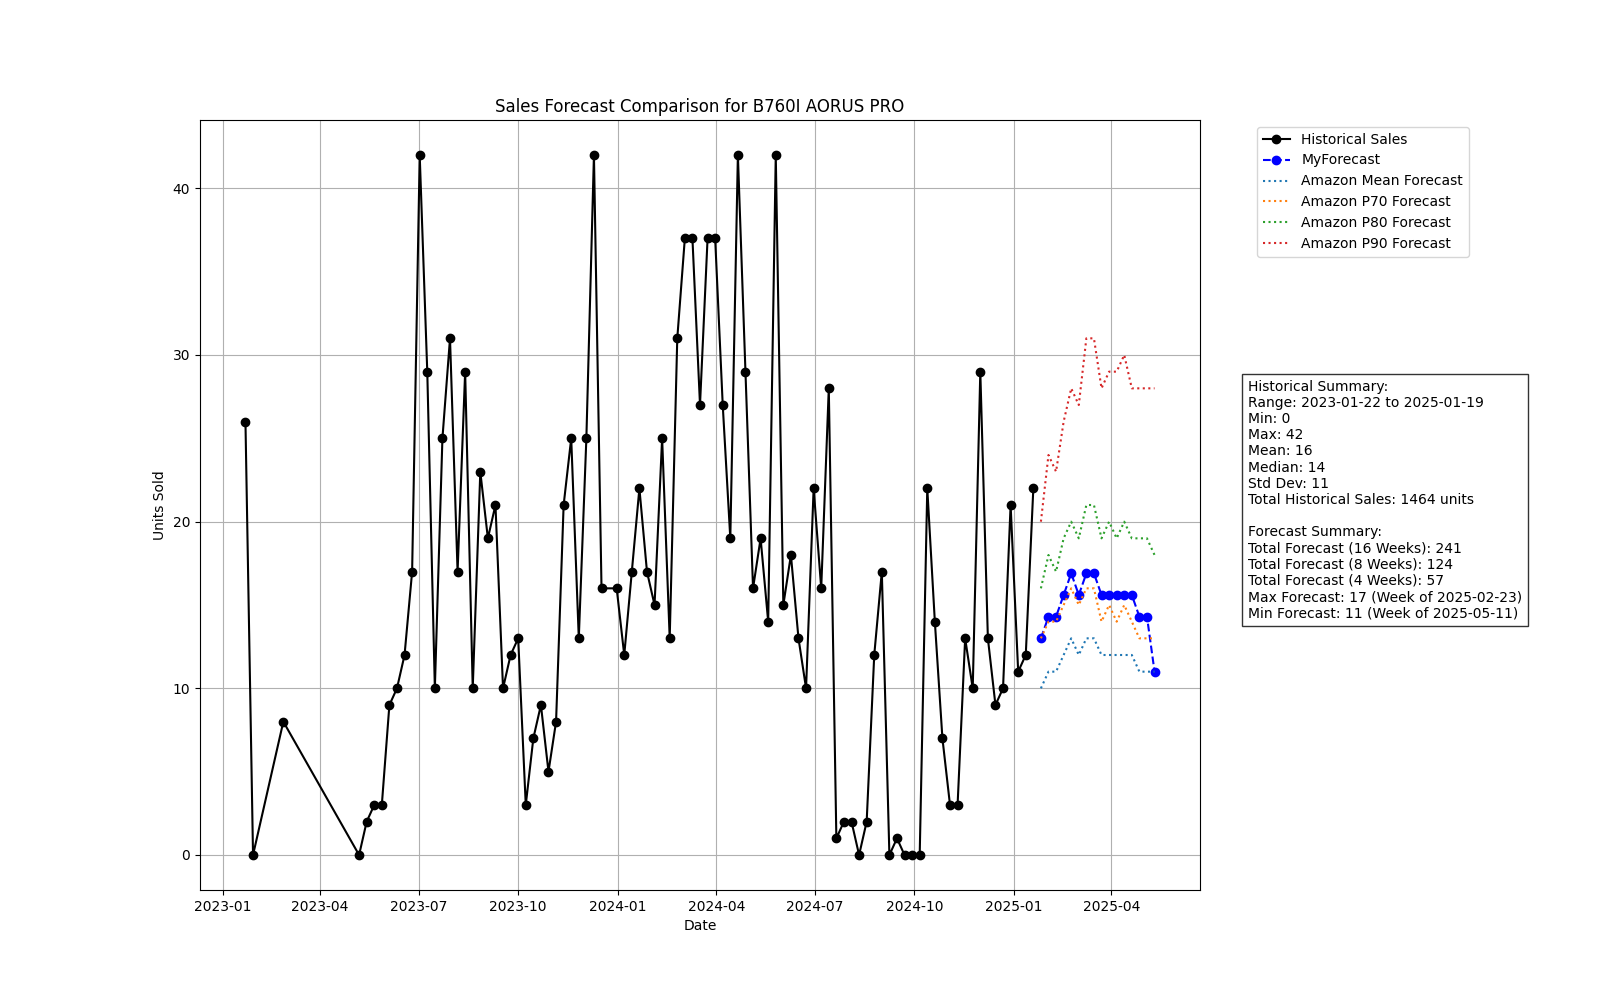 Sales Forecast Comparison for B760I AORUS PRO
Units Sold
40
30
20
10
0
2023-01
2023-04
2023-07
2023-10
2024-01
2024-04
2024-07
2024-10
2025-01
2025-04
Date
Historical Sales
MyForecast
Amazon Mean Forecast
Amazon P70 Forecast
Amazon P80 Forecast
Amazon P90 Forecast
Historical Summary:
Range: 2023-01-22 to 2025-01-19
Min: 0
Max: 42
Mean: 16
Median: 14
Std Dev: 11
Total Historical Sales: 1464 units
Forecast Summary:
Total Forecast (16 Weeks): 241
Total Forecast (8 Weeks): 124
Total Forecast (4 Weeks): 57
Max Forecast: 17 (Week of 2025-02-23)
Min Forecast: 11 (Week of 2025-05-11)